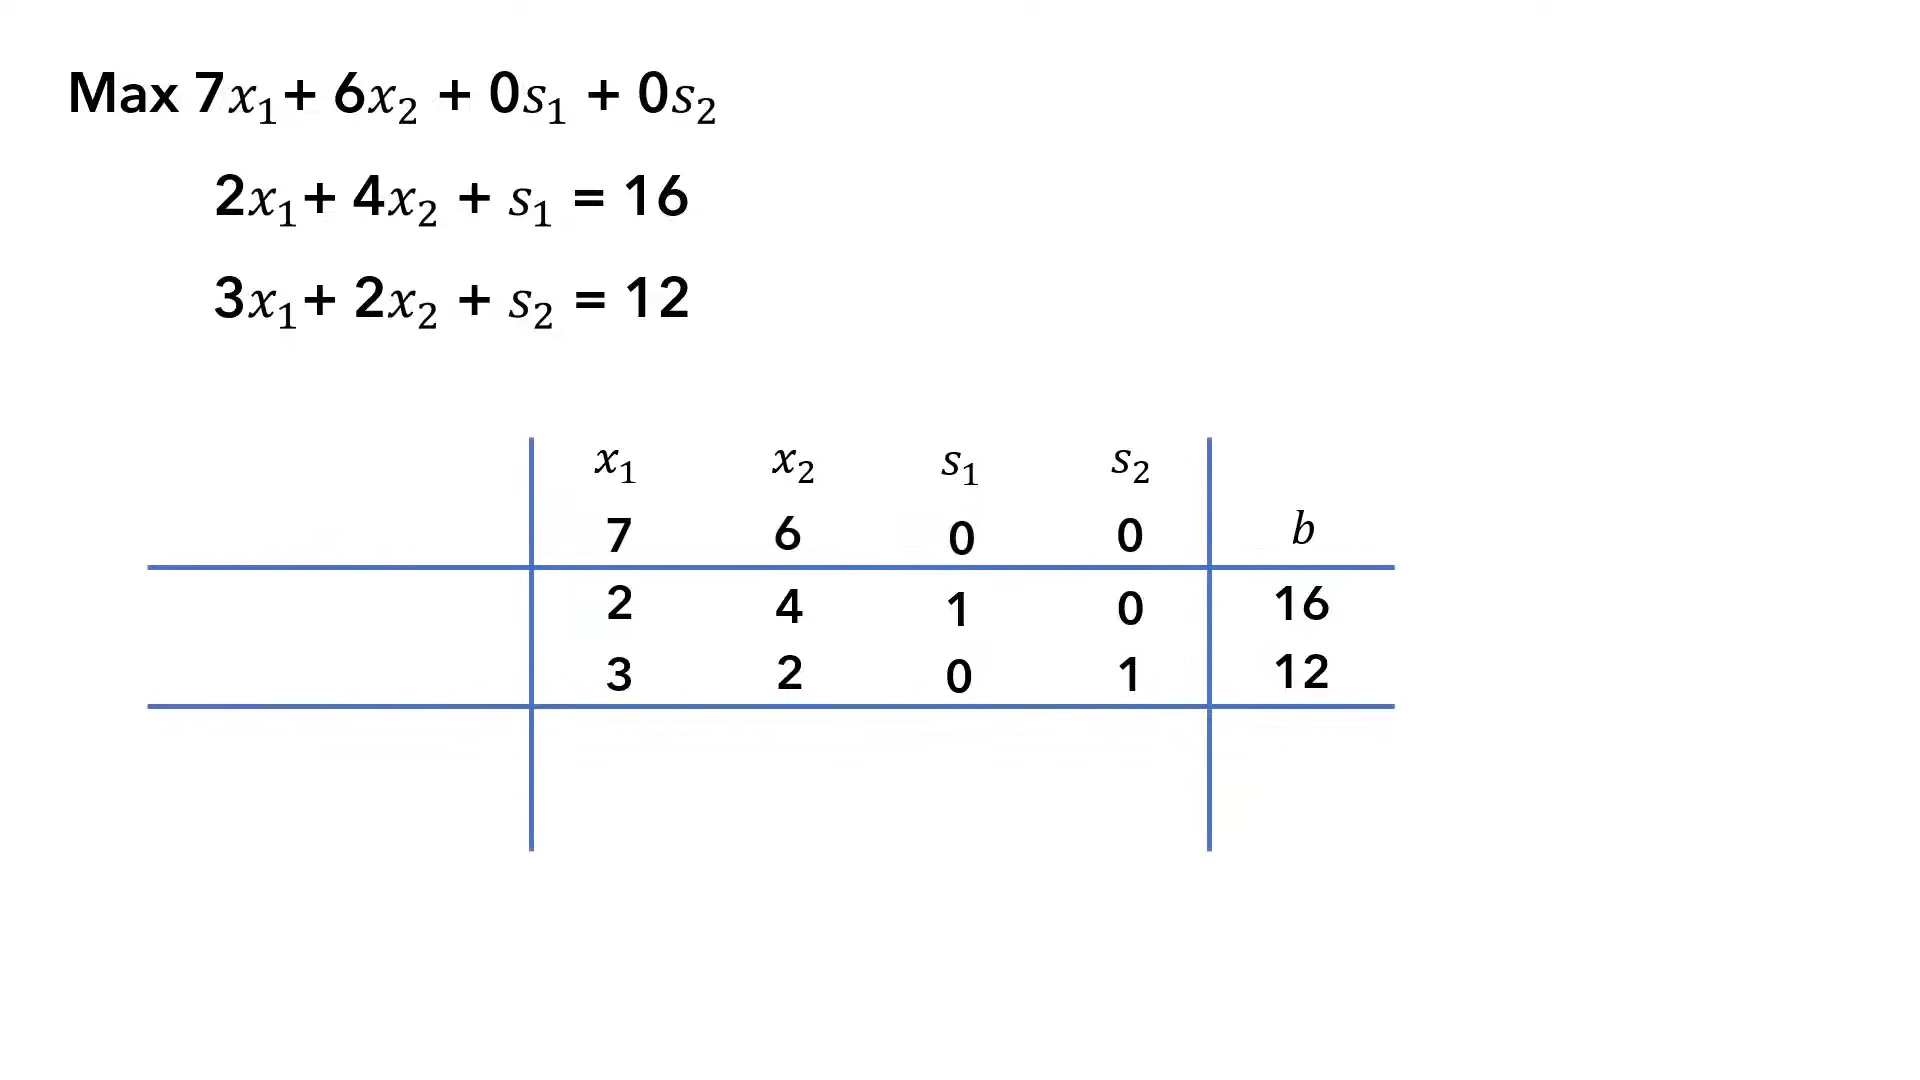 Max 7x₁+ 6x₂ + 0s₁ + 0s₂
2x₁+ 4x₂ + s₁ = 16
3x₁+ 2x₂ + s₂ = 12
x₁ x₂ s₁ s₂
7 6 0 0 b
2 4 1 0 16
3 2 0 1 12